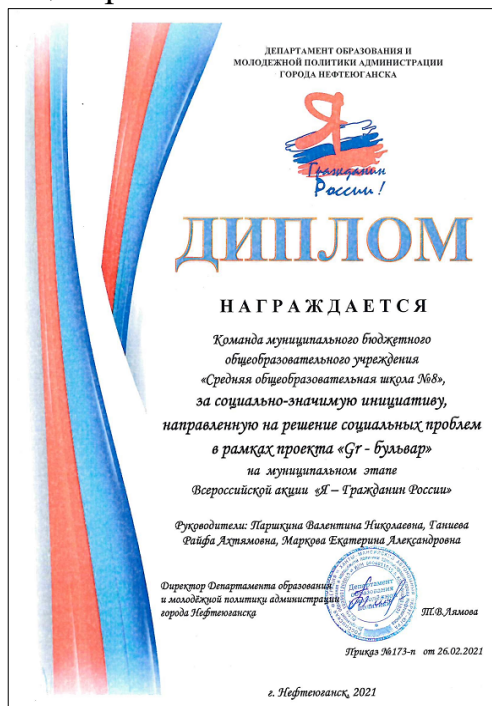 ДЕПАРТАМЕНТ ОБРАЗОВАНИЯ И
МОЛОДЕЖНОЙ ПОЛИТИКИ АДМИНИСТРАЦИИ
ГОРОДА НЕФТЕЮГАНСКА
Я
Гражданин
России!
ДИПЛОМ
НАГРАЖДАЕТСЯ
Команда муниципального бюджетного
общеобразовательного учреждения
«Средняя общеобразовательная школа №8»,
за социально-значимую инициативу,
направленную на решение социальных проблем
в рамках проекта «Gr - бульвар»
на муниципальном этапе
Всероссийской акции «Я – Гражданин России»
Руководители: Паршкина Валентина Николаевна, Ганиева
Райфа Ахтямовна, Маркова Екатерина Александровна
Директор Департамента образования
и молодёжной политики администрации
города Нефтеюганска
Т.В.Лямова
Департамент
образования
Приказ №173-п от 26.02.2021
г. Нефтеюганск, 2021